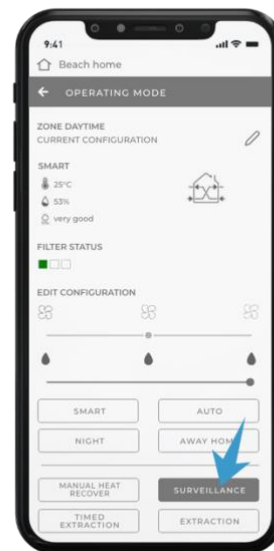 9:41
Beach home
OPERATING MODE
ZONE DAYTIME
CURRENT CONFIGURATION
SMART
25°C
53%
very good
FILTER STATUS
EDIT CONFIGURATION
SMART
AUTO
NIGHT
AWAY HOME
MANUAL HEAT
RECOVER
SURVEILLANCE
TIMED
EXTRACTION
EXTRACTION